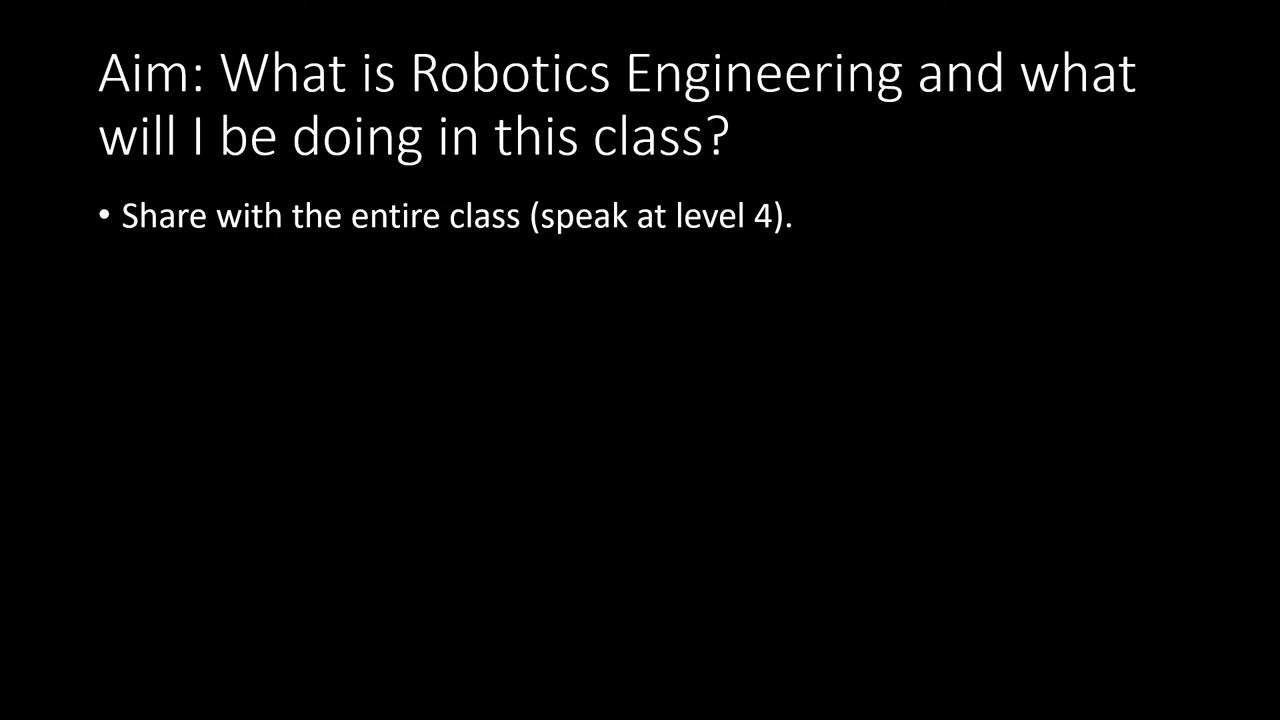 Aim: What is Robotics Engineering and what
will I be doing in this class?
• Share with the entire class (speak at level 4).